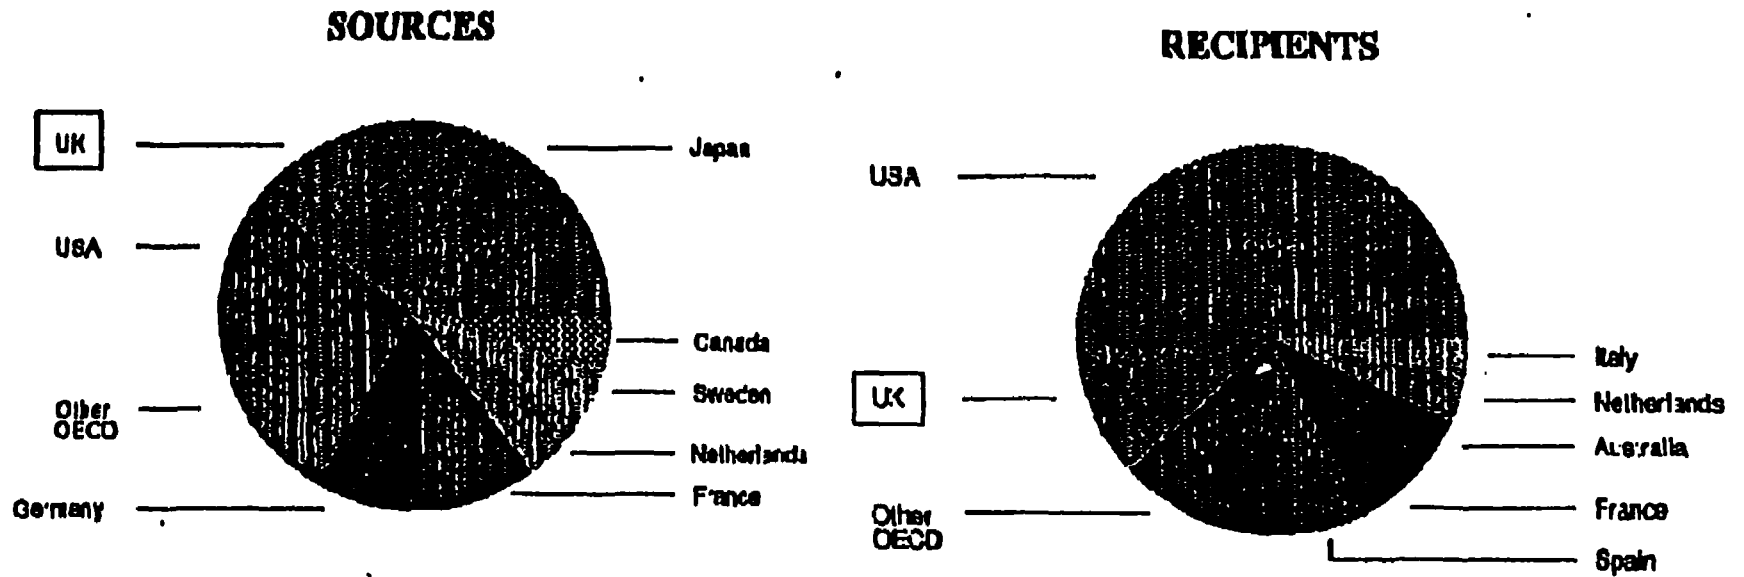 SOURCES
UK
Japan
USA
Canada
Sweden
Other
OECD
Netherlands
France
Germany
RECIPIENTS
USA
Italy
UK
Netherlands
Australia
Other
OECD
France
Spain